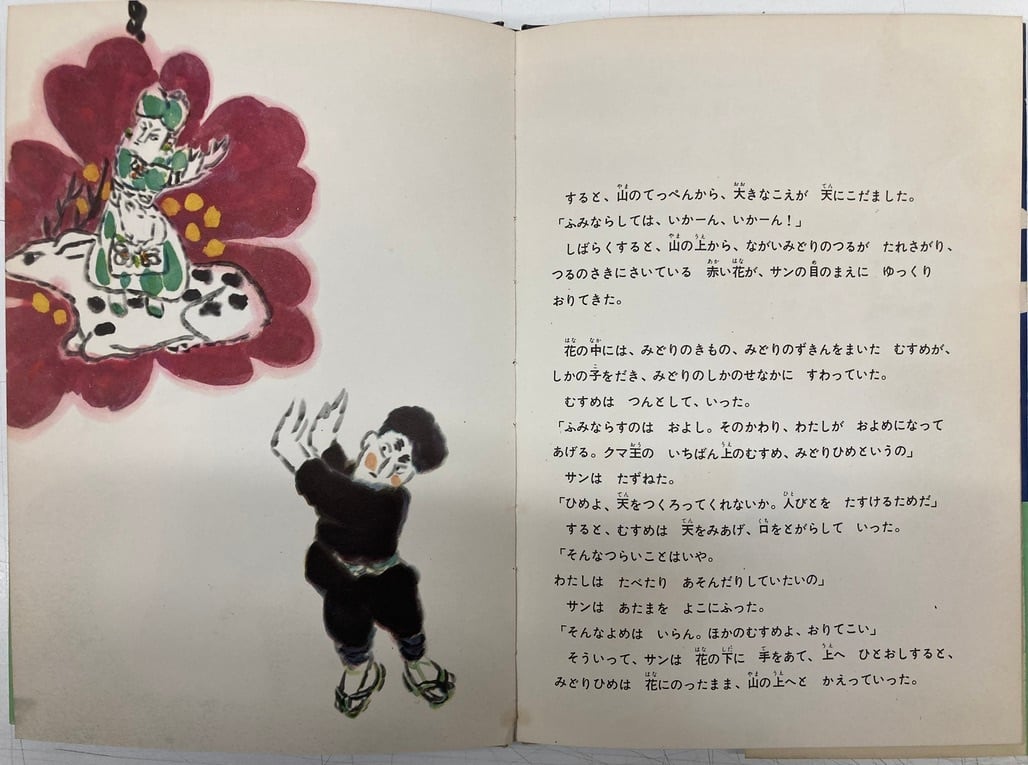 すると、山のてっぺんから、大きなこえが　天にこだました。
「ふみならしては、いかーん、いかーん！」
しばらくすると、山の上から、ながいみどりのつるが　たれさがり、
つるのさきにさいている　赤い花が、サンの目のまえに　ゆっくり
おりてきた。
花の中には、みどりのきもの、みどりのずきんをまいた　むすめが、
しかの子をだき、みどりのしかのせなかに　すわっていた。
むすめは　つんとして、いった。
「ふみならすのは　およし。そのかわり、わたしが　およめになって
あげる。クマ王の　いちばん上のむすめ、みどりひめというの」
サンは　たずねた。
「ひめよ、天をつくろってくれないか。人びとを　たすけるためだ」
すると、むすめは　天をみあげ、口をとがらして　いった。
「そんなつらいことはいや。
わたしは　たべたり　あそんだりしていたいの」
サンは　あたまを　よこにふった。
「そんなよめは　いらん。ほかのむすめよ、おりてこい」
そういって、サンは　花の下に　手をあて、上へ　ひとおしすると、
みどりひめは　花にのったまま、山の上へと　かえっていった。